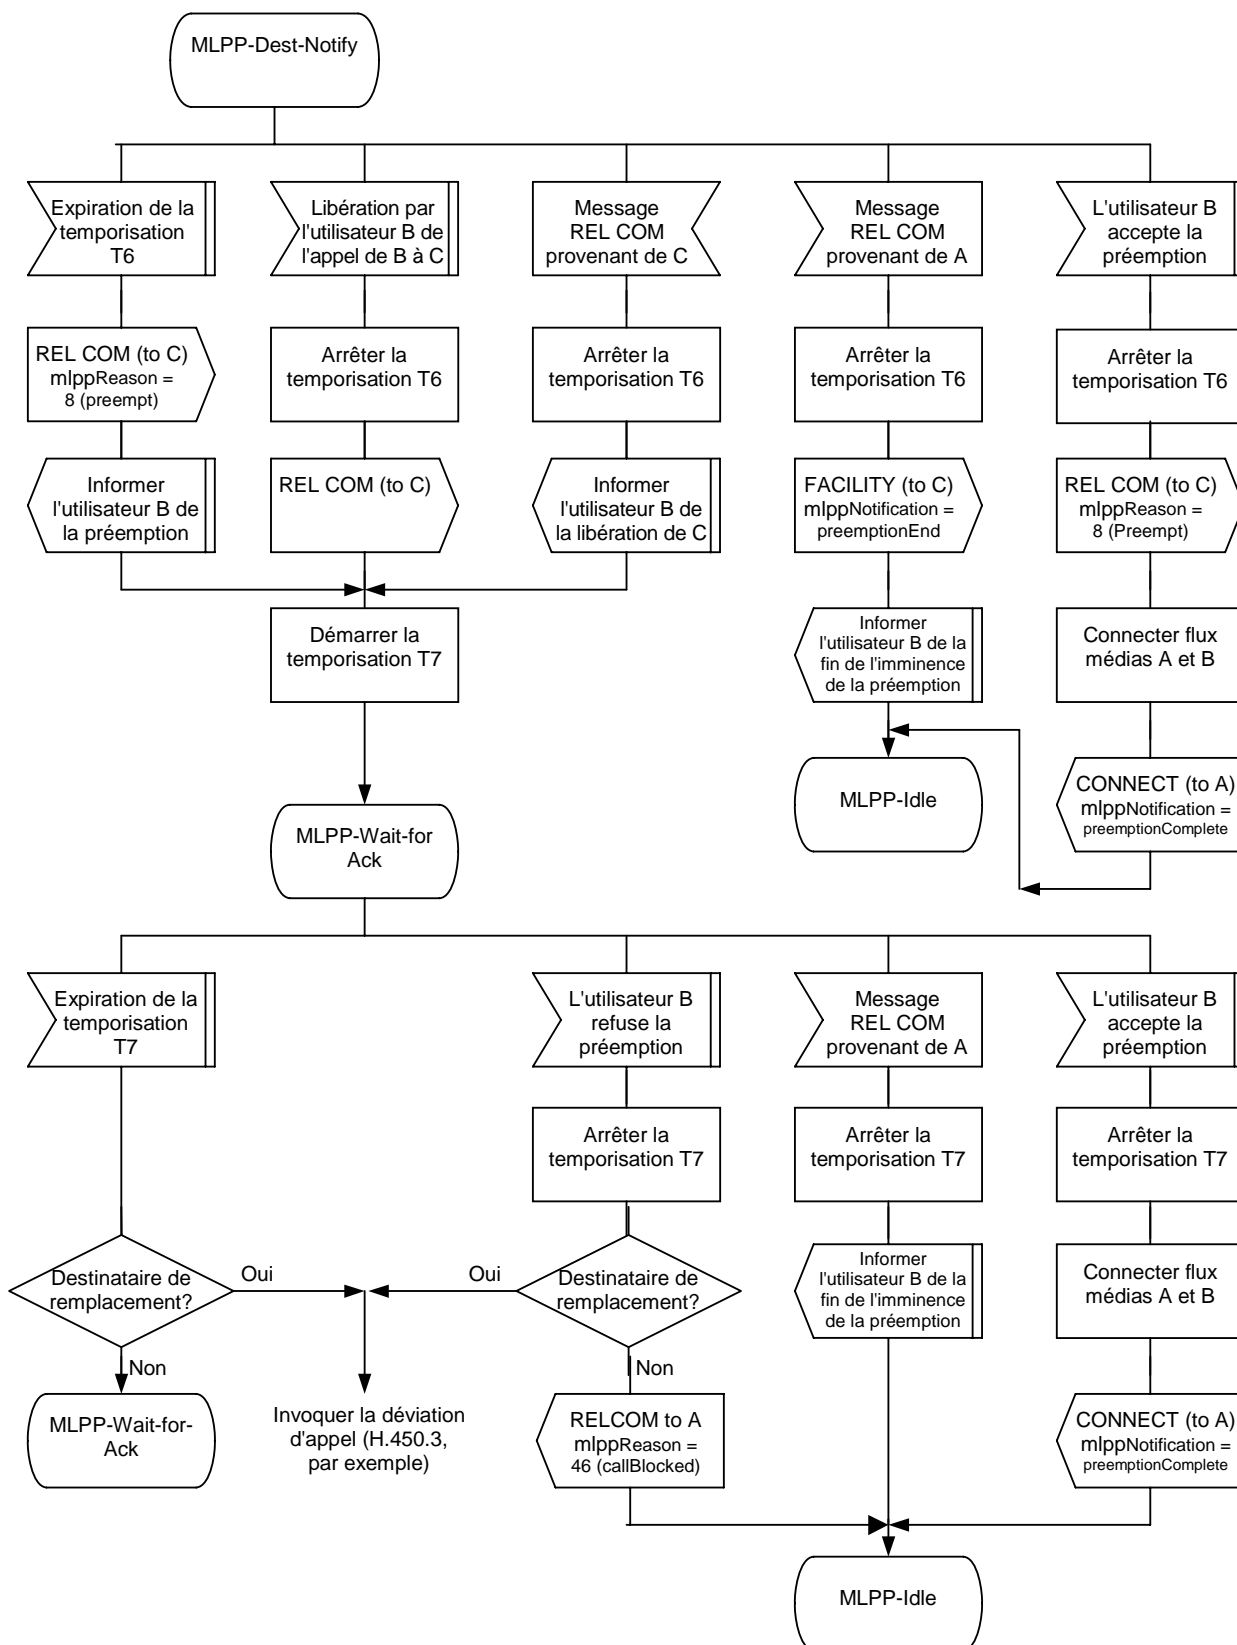 MLPP-Dest-Notify
Expiration de la
temporisation
T6
Libération par
l'utilisateur B de
l'appel de B à C
Message
REL COM
provenant de C
Message
REL COM
provenant de A
L'utilisateur B
accepte la
préemption
REL COM (to C)
mlppReason =
8 (preempt)
Arrêter la
temporisation T6
Arrêter la
temporisation T6
Arrêter la
temporisation T6
Arrêter la
temporisation T6
Informer
l'utilisateur B de
la préemption
REL COM (to C)
Informer
l'utilisateur B de
la libération de C
FACILITY (to C)
mlppNotification =
preemptionEnd
REL COM (to C)
mlppReason =
8 (Preempt)
Démarrer la
temporisation T7
Informer
l'utilisateur B de la
fin de l'imminence
de la préemption
Connecter flux
médias A et B
MLPP-Idle
CONNECT (to A)
mlppNotification =
preemptionComplete
MLPP-Wait-for
Ack
Expiration de la
temporisation
T7
L'utilisateur B
refuse la
préemption
Message
REL COM
provenant de A
L'utilisateur B
accepte la
préemption
Arrêter la
temporisation T7
Arrêter la
temporisation T7
Arrêter la
temporisation T7
Destinataire de
remplacement?
Oui
Oui
Destinataire de
remplacement?
Informer
l'utilisateur B de la
fin de l'imminence
de la préemption
Connecter flux
médias A et B
Non
Non
MLPP-Wait-for-
Ack
Invoquer la déviation
d'appel (H.450.3,
par exemple)
RELCOM to A
mlppReason =
46 (callBlocked)
CONNECT (to A)
mlppNotification =
preemptionComplete
MLPP-Idle